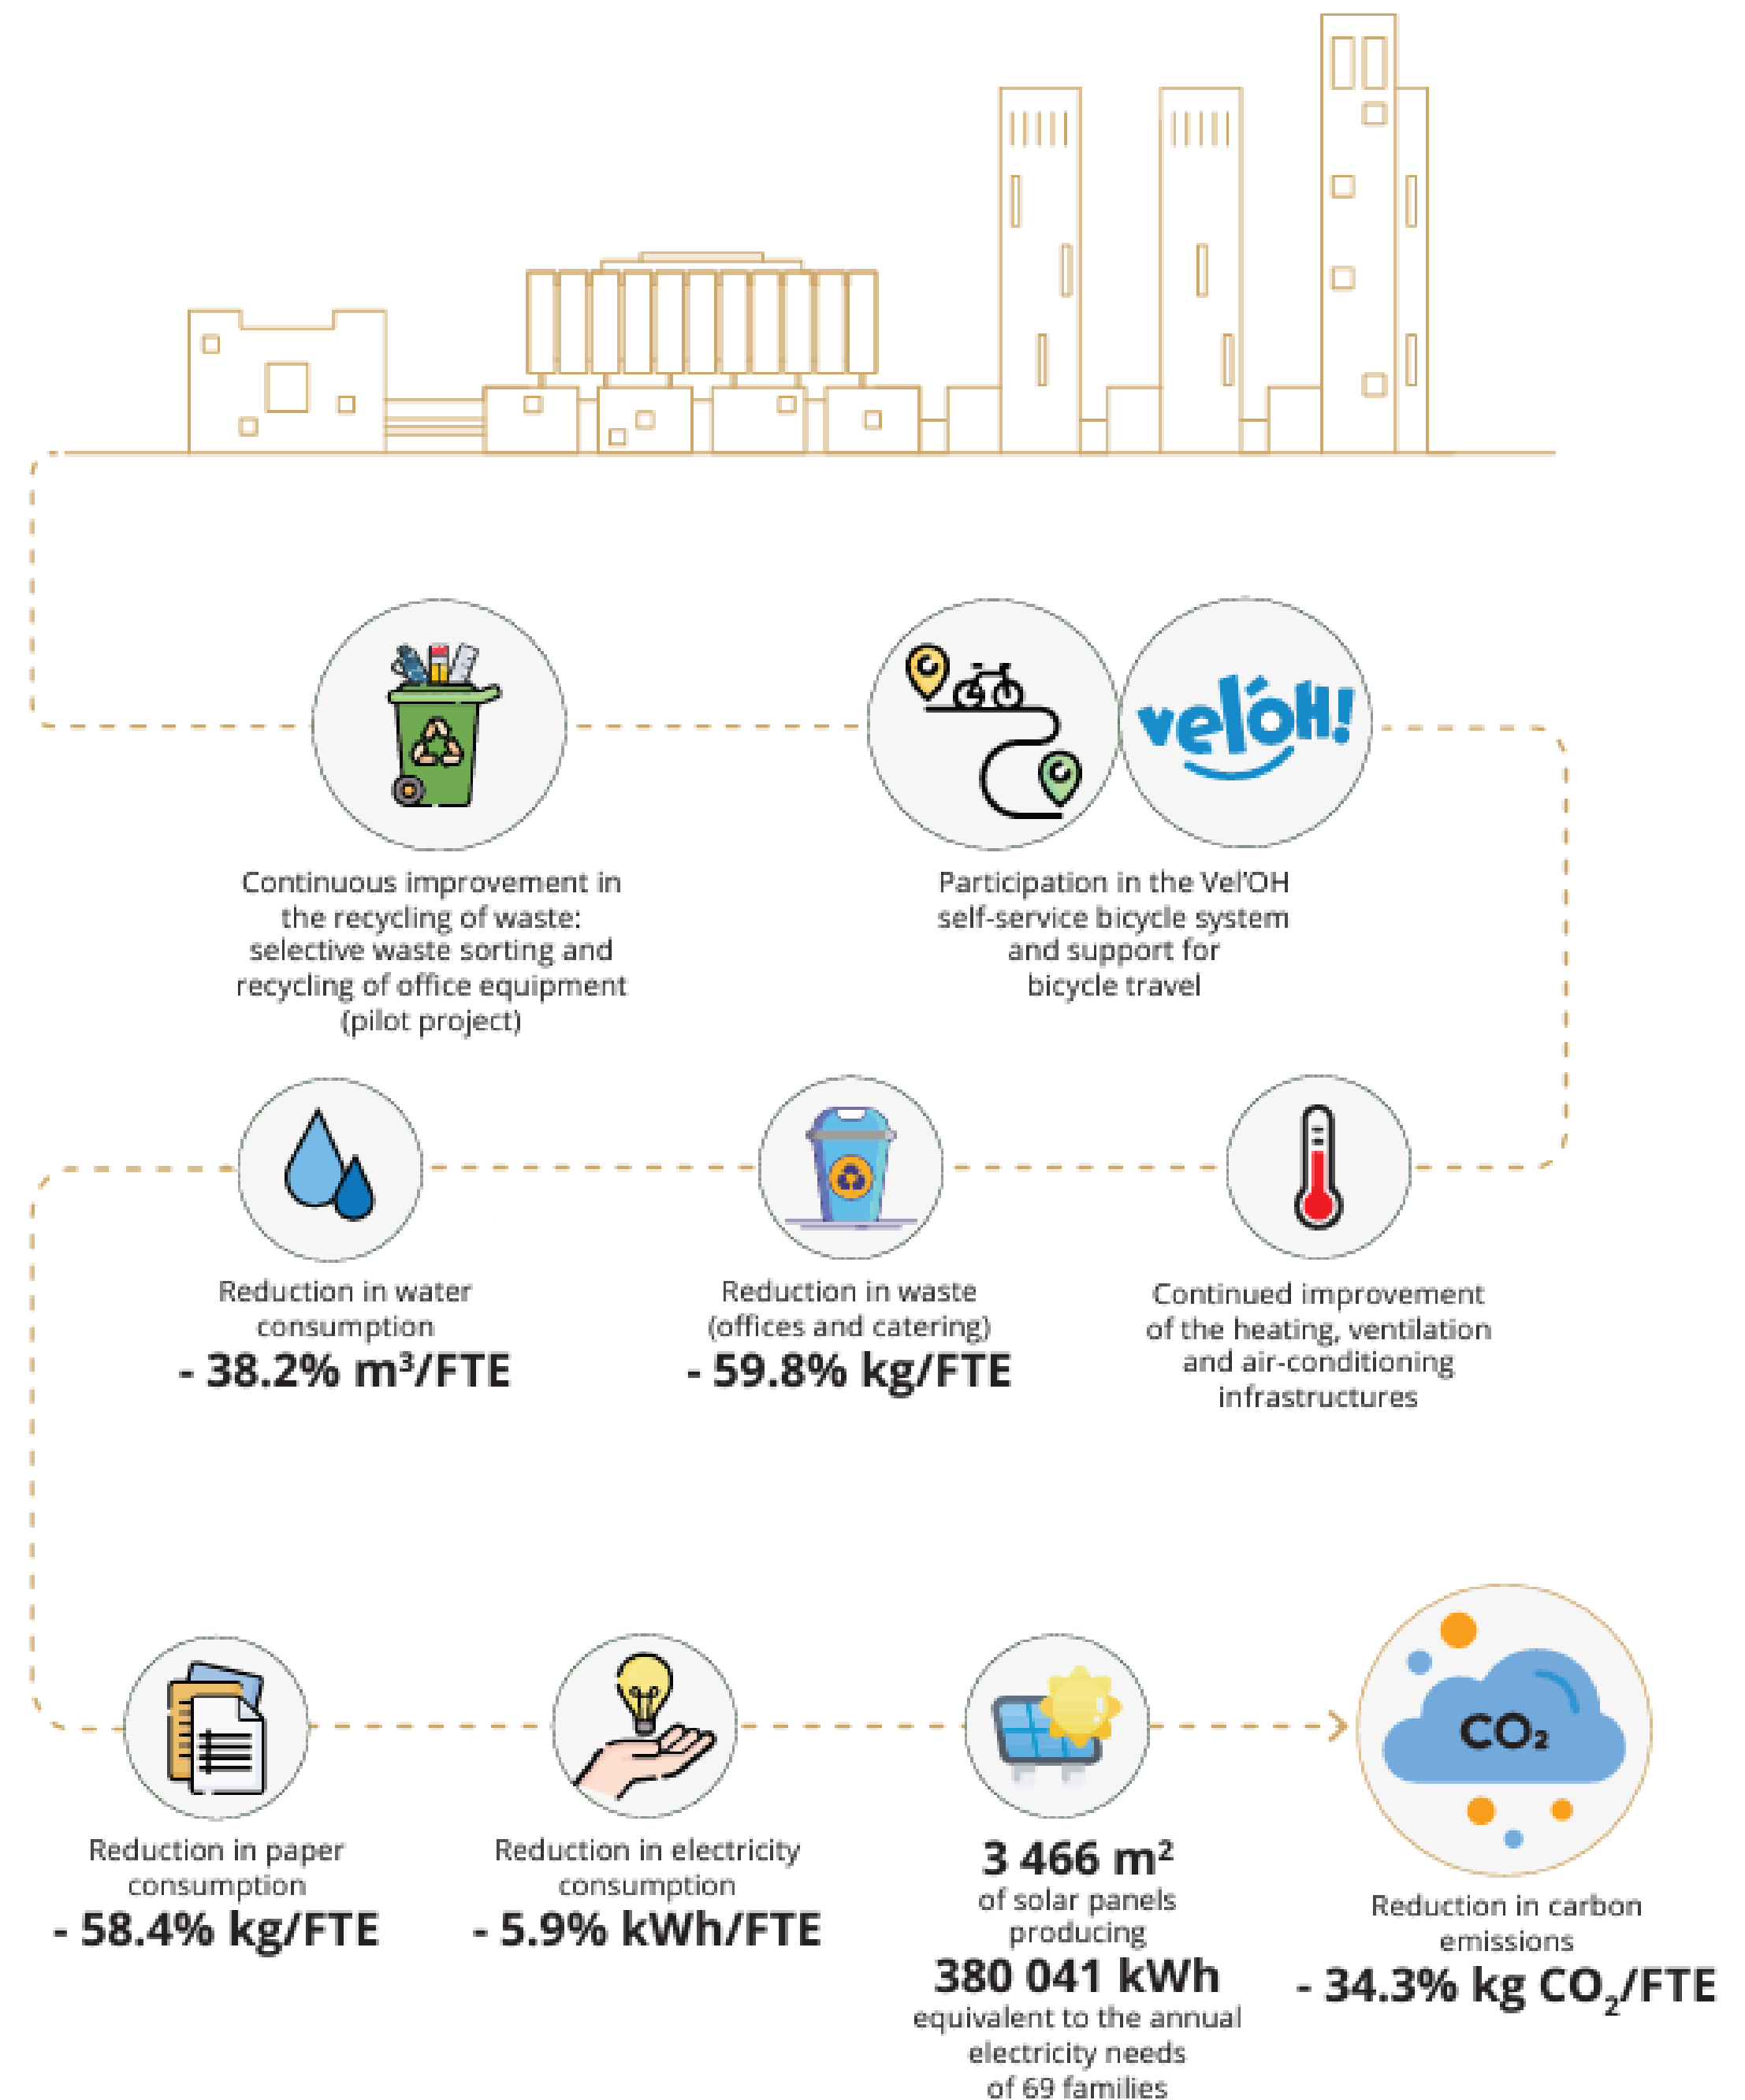 vel'OH!
Continuous improvement in
the recycling of waste:
selective waste sorting and
recycling of office equipment
(pilot project)
Participation in the Vel'OH
self-service bicycle system
and support for
bicycle travel
Reduction in water
consumption
- 38.2% m³/FTE
Reduction in waste
(offices and catering)
- 59.8% kg/FTE
Continued improvement
of the heating, ventilation
and air-conditioning
infrastructures
CO₂
Reduction in paper
consumption
- 58.4% kg/FTE
Reduction in electricity
consumption
- 5.9% kWh/FTE
3 466 m²
of solar panels
producing
380 041 kWh
equivalent to the annual
electricity needs
of 69 families
Reduction in carbon
emissions
- 34.3% kg CO₂/FTE